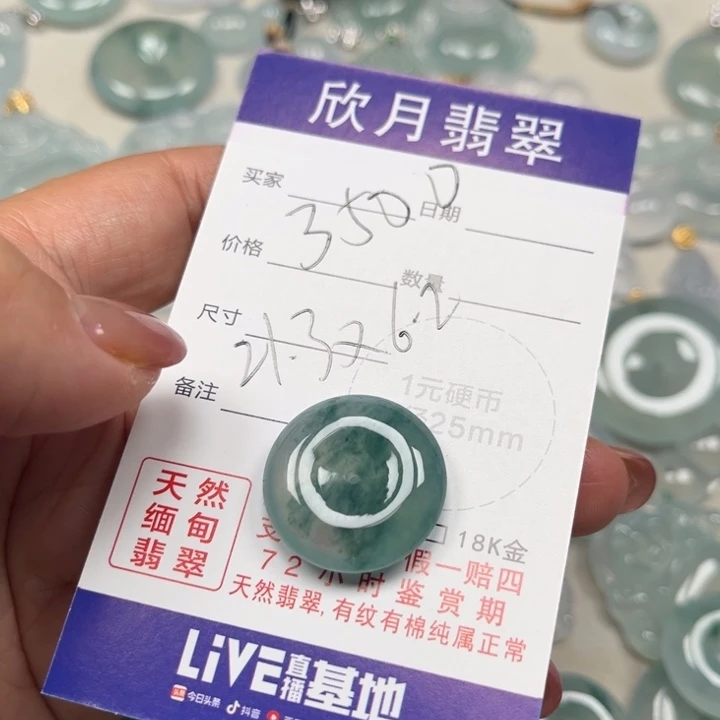 欣月翡翠
买家 日期
3500
价格 数量
尺寸 21.3 2 6.2
备注
1元硬币
25mm
天然
缅甸
翡翠
18K金
假一赔四
72小时鉴赏期
天然翡翠,有纹有棉纯属正常
LiVE直播基地
今日头条 抖音